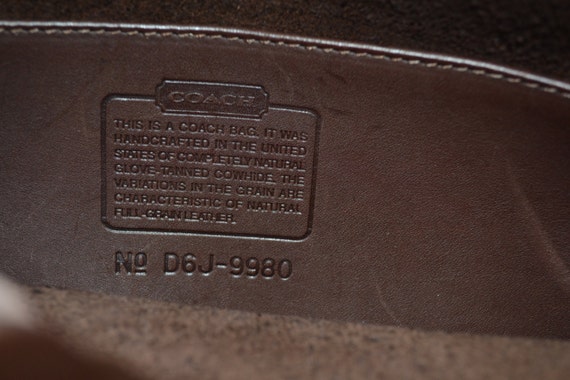 COACH
THIS IS A COACH BAG. IT WAS
HANDCRAFTED IN THE UNITED
STATES OF COMPLETELY NATURAL
GLOVE-TANNED COWHIDE. THE
VARIATIONS IN THE GRAIN ARE
CHARACTERISTIC OF NATURAL
FULL-GRAIN LEATHER.
Nº D6J-9980